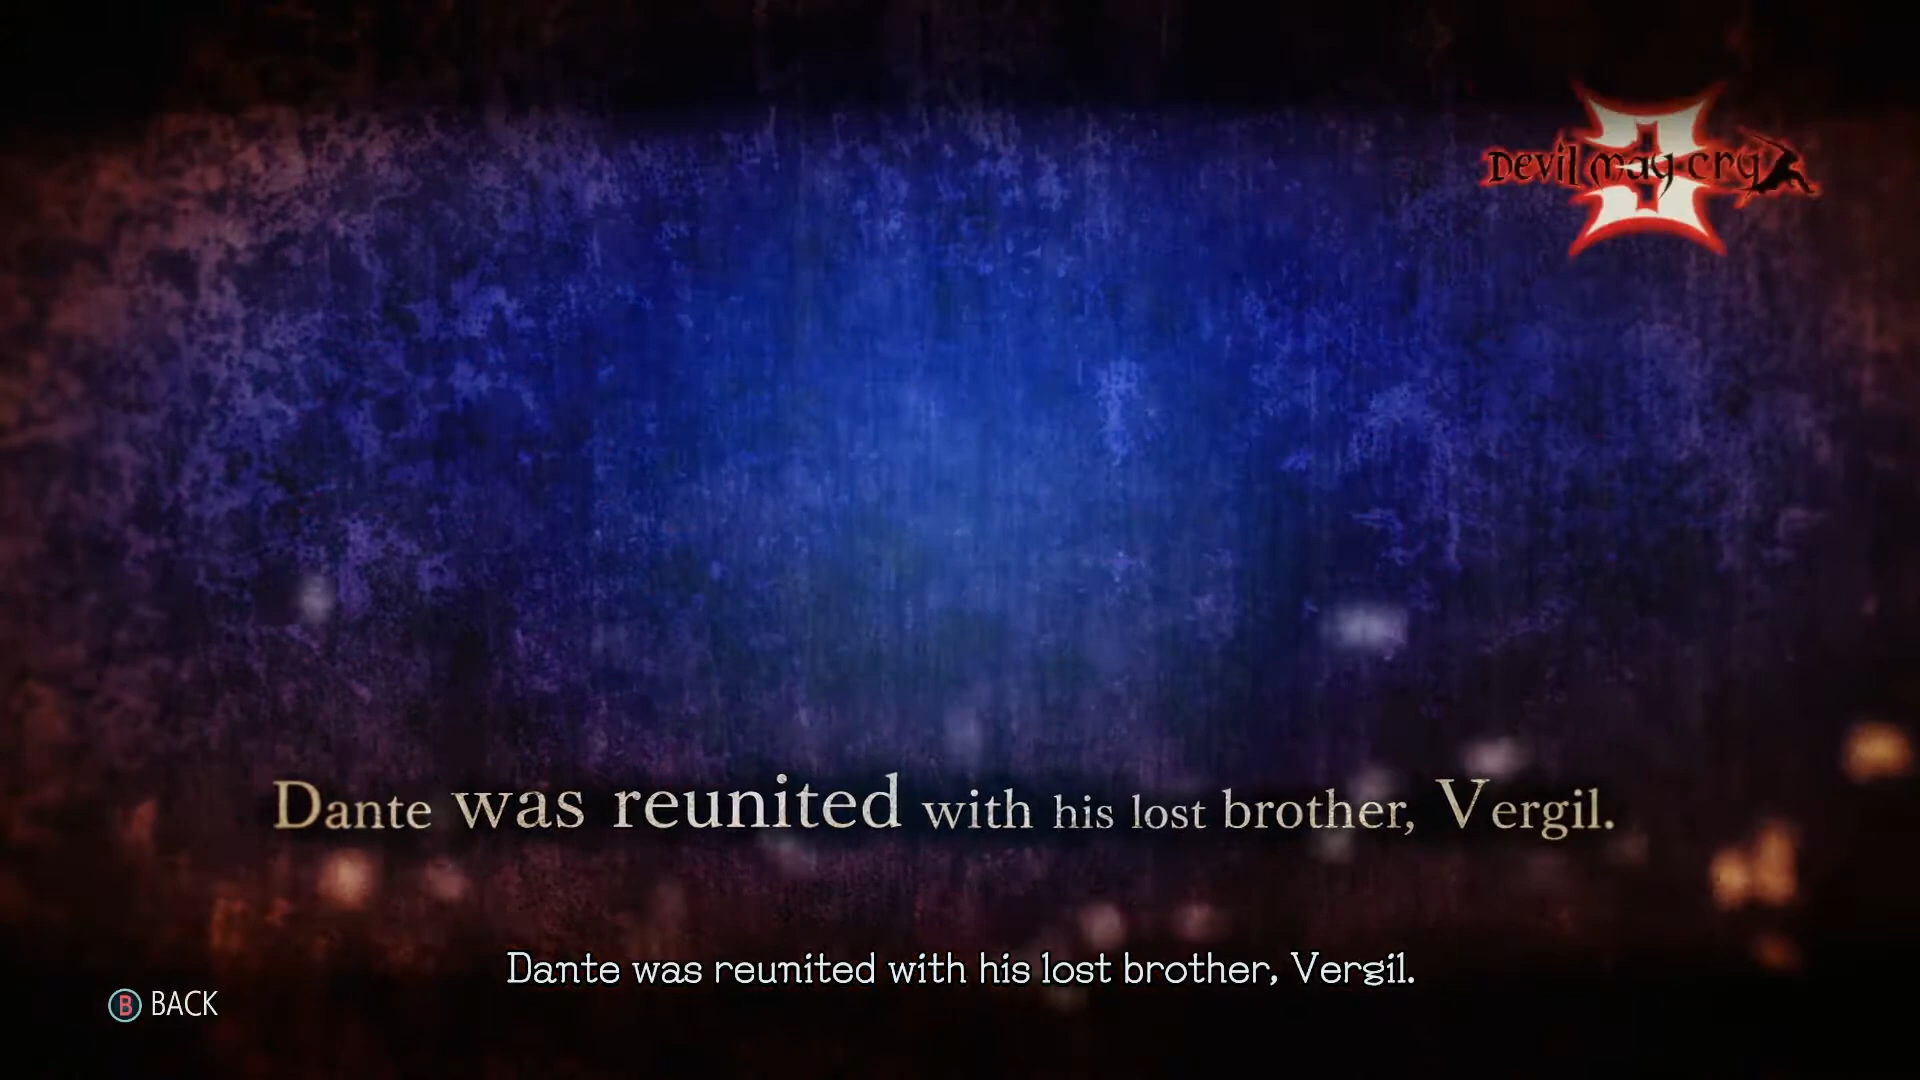 Devil may cry
3
Dante was reunited with his lost brother, Vergil.
Dante was reunited with his lost brother, Vergil.
B BACK